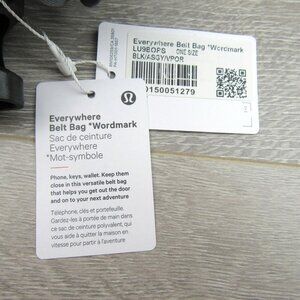 Everywhere Belt Bag *Wordmark
LU9BOPS ONE SIZE
BLK/ASGY/VPOR
0150051279
Everywhere
Belt Bag *Wordmark
Sac de ceinture
Everywhere
*Mot-symbole
Phone, keys, wallet. Keep them
close in this versatile belt bag
that helps you get out the door
and on to your next adventure
Téléphone, clés et portefeuille.
Gardez-les à portée de main dans
ce sac de ceinture polyvalent, qui
vous aide à quitter la maison en
vitesse pour partir à l'aventure